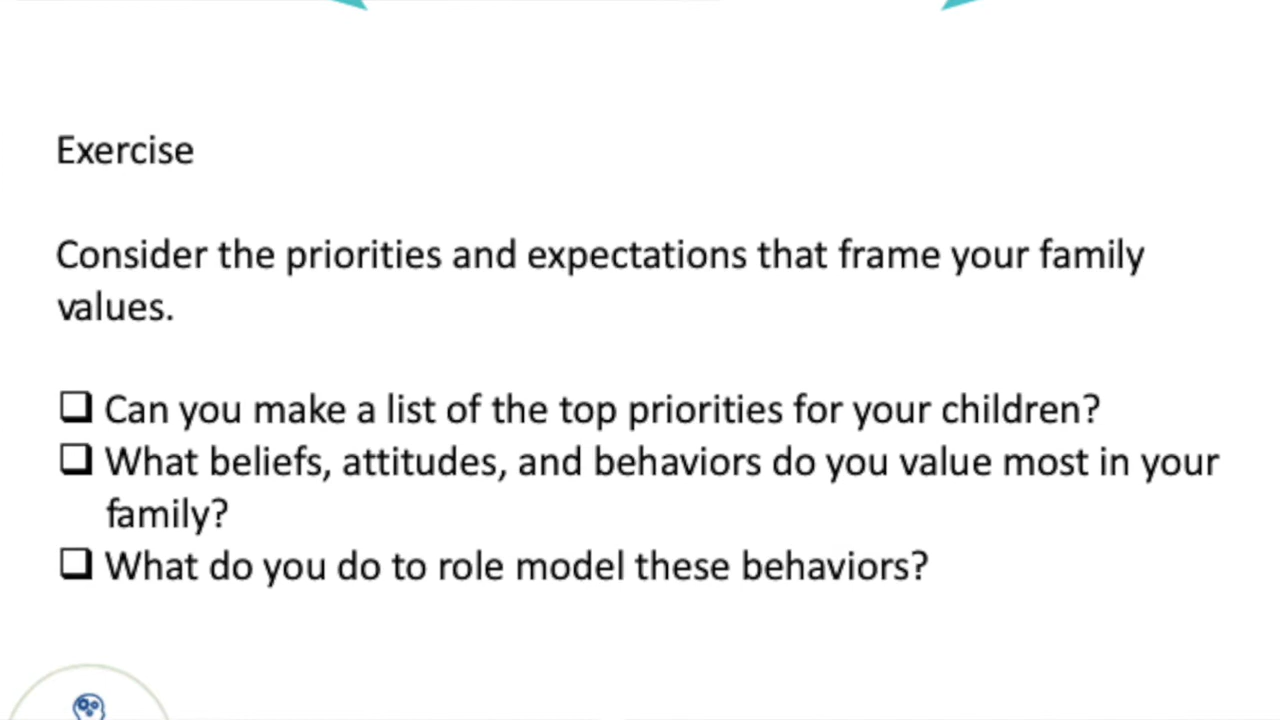 Exercise
Consider the priorities and expectations that frame your family
values.
❑ Can you make a list of the top priorities for your children?
❑ What beliefs, attitudes, and behaviors do you value most in your
family?
❑ What do you do to role model these behaviors?